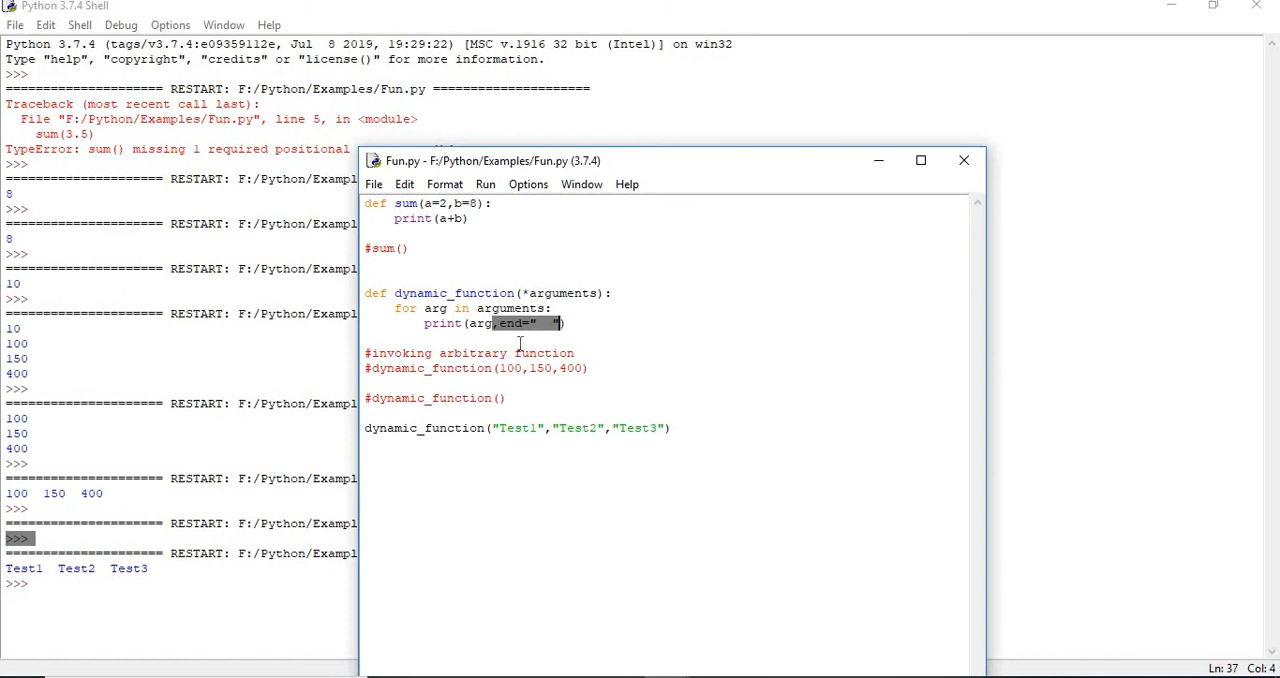 Python 3.7.4 Shell
File Edit Shell Debug Options Window Help
Python 3.7.4 (tags/v3.7.4:e09359112e, Jul  8 2019, 19:29:22) [MSC v.1916 32 bit (Intel)] on win32
Type "help", "copyright", "credits" or "license()" for more information.
>>>
===================== RESTART: F:/Python/Examples/Fun.py =====================
Traceback (most recent call last):
  File "F:/Python/Examples/Fun.py", line 5, in <module>
    sum(3.5)
TypeError: sum() missing 1 required positional
>>>
===================== RESTART: F:/Python/Exampl
8
>>>
===================== RESTART: F:/Python/Exampl
8
>>>
===================== RESTART: F:/Python/Exampl
10
>>>
===================== RESTART: F:/Python/Exampl
10
100
150
400
>>>
===================== RESTART: F:/Python/Exampl
100
150
400
>>>
===================== RESTART: F:/Python/Exampl
100  150  400
>>>
===================== RESTART: F:/Python/Exampl
>>>
===================== RESTART: F:/Python/Exampl
Test1  Test2  Test3
>>>
Fun.py - F:/Python/Examples/Fun.py (3.7.4)
File Edit Format Run Options Window Help
def sum(a=2,b=8):
    print(a+b)
#sum()
def dynamic_function(*arguments):
    for arg in arguments:
        print(arg,end="  ")
#invoking arbitrary function
#dynamic_function(100,150,400)
#dynamic_function()
dynamic_function("Test1","Test2","Test3")
Ln: 37 Col: 4